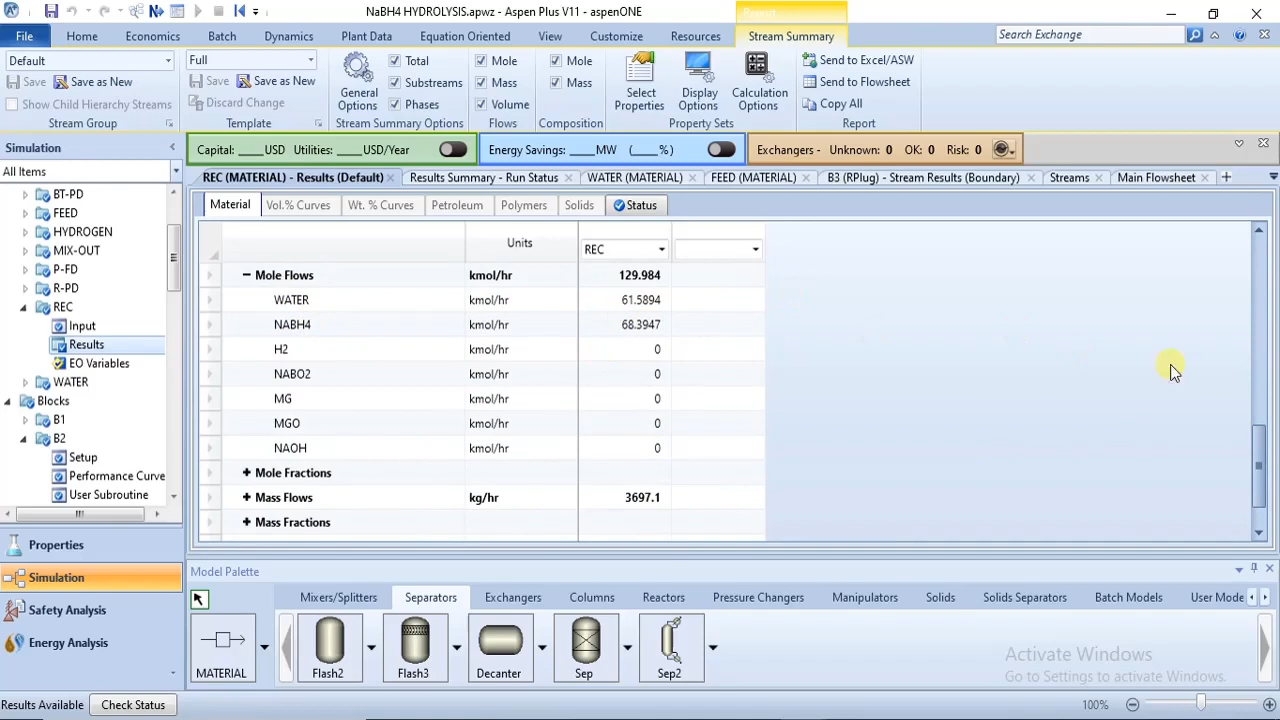 NaBH4 HYDROLYSIS.apwz - Aspen Plus V11 - aspenONE
File Home Economics Batch Dynamics Plant Data Equation Oriented View Customize Resources Stream Summary Search Exchange
Default Full
Save Save as New Save Save as New
Show Child Hierarchy Streams Discard Change
Stream Group Template
General Options
Total
Substreams
Phases
Stream Summary Options
Mole
Mass
Volume
Flows
Mole
Mass
Composition
Select Properties
Display Options
Calculation Options
Property Sets
Send to Excel/ASW
Send to Flowsheet
Copy All
Report
Simulation
All Items
BT-PD
FEED
HYDROGEN
MIX-OUT
P-FD
R-PD
REC
Input
Results
EO Variables
WATER
Blocks
B1
B2
Setup
Performance Curve
User Subroutine
Properties
Simulation
Safety Analysis
Energy Analysis
Capital: ____USD Utilities: ____USD/Year Energy Savings: ____MW (____%) Exchangers - Unknown: 0 OK: 0 Risk: 0
REC (MATERIAL) - Results (Default) Results Summary - Run Status WATER (MATERIAL) FEED (MATERIAL) B3 (RPlug) - Stream Results (Boundary) Streams Main Flowsheet
Material Vol.% Curves Wt. % Curves Petroleum Polymers Solids Status
Units REC
Mole Flows kmol/hr 129.984
WATER kmol/hr 61.5894
NABH4 kmol/hr 68.3947
H2 kmol/hr 0
NABO2 kmol/hr 0
MG kmol/hr 0
MGO kmol/hr 0
NAOH kmol/hr 0
Mole Fractions
Mass Flows kg/hr 3697.1
Mass Fractions
Model Palette
Mixers/Splitters Separators Exchangers Columns Reactors Pressure Changers Manipulators Solids Solids Separators Batch Models User Mode
MATERIAL Flash2 Flash3 Decanter Sep Sep2
Activate Windows
Go to Settings to activate Windows.
Results Available Check Status 100%